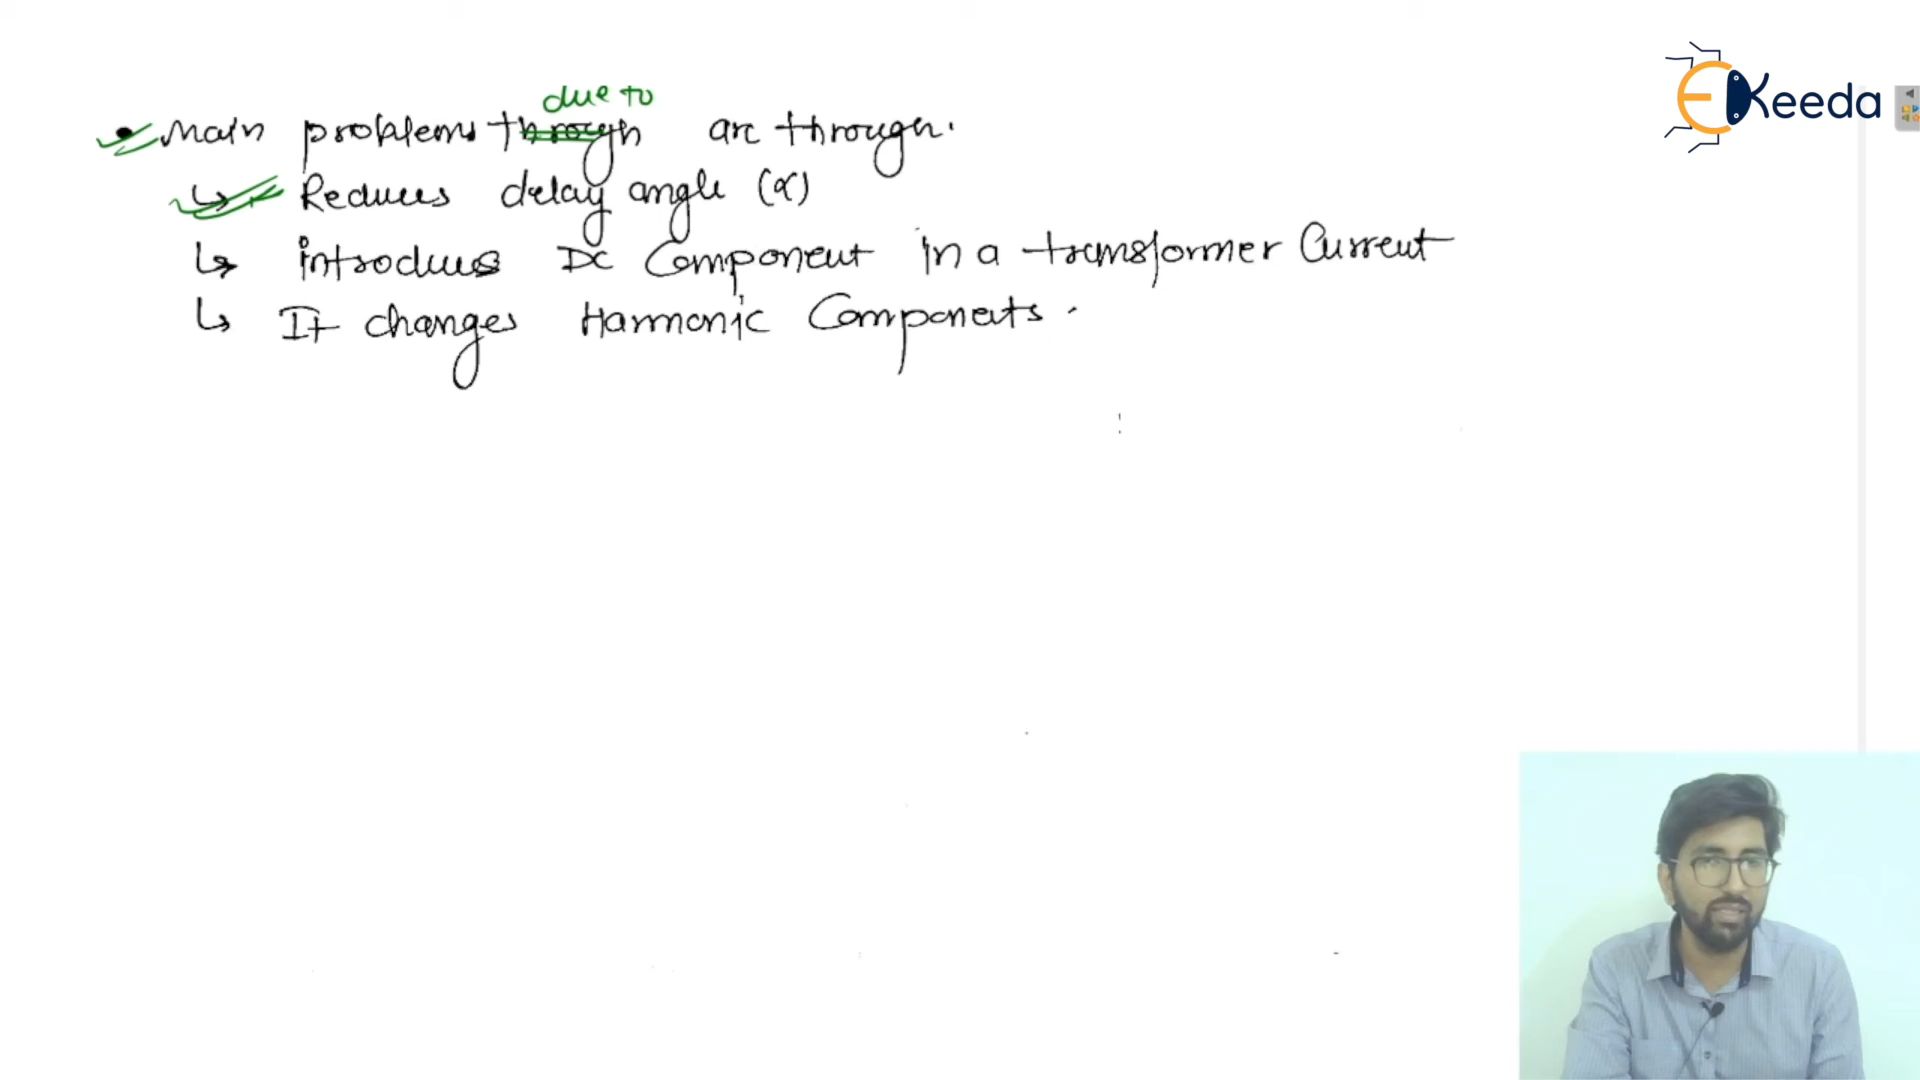 EKeeda
due to
• Main problems through arc through.
↳ Reduces delay angle (α)
↳ introduces DC Component in a transformer Current
↳ It changes Harmonic Components.